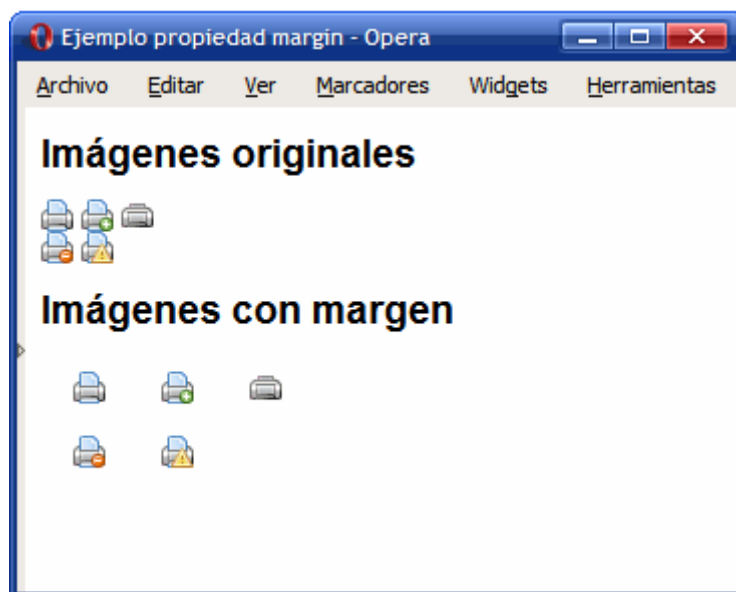 Ejemplo propiedad margin - Opera
Archivo Editar Ver Marcadores Widgets Herramientas
Imágenes originales
Imágenes con margen